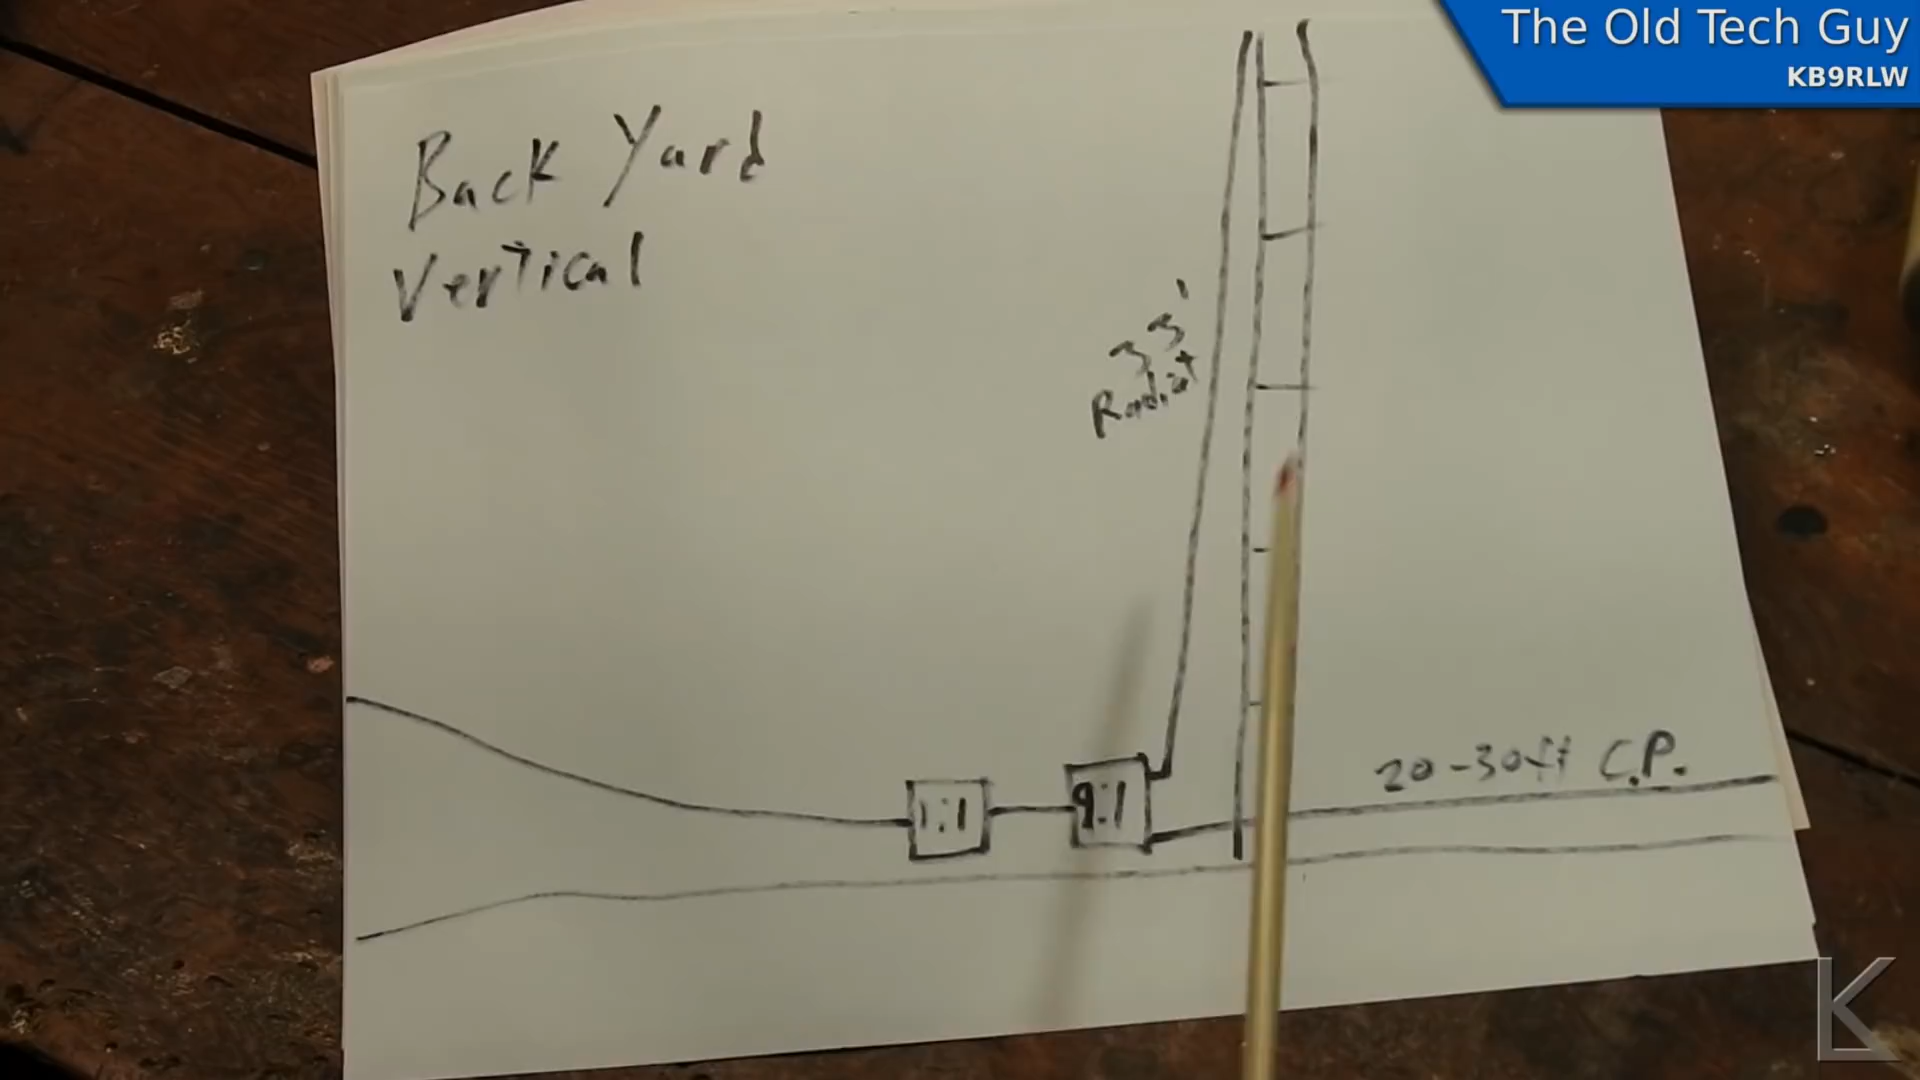 The Old Tech Guy
KB9RLW
Back Yard
Vertical
33'
Radiat
1:1
9:1
20-30ft C.P.
K